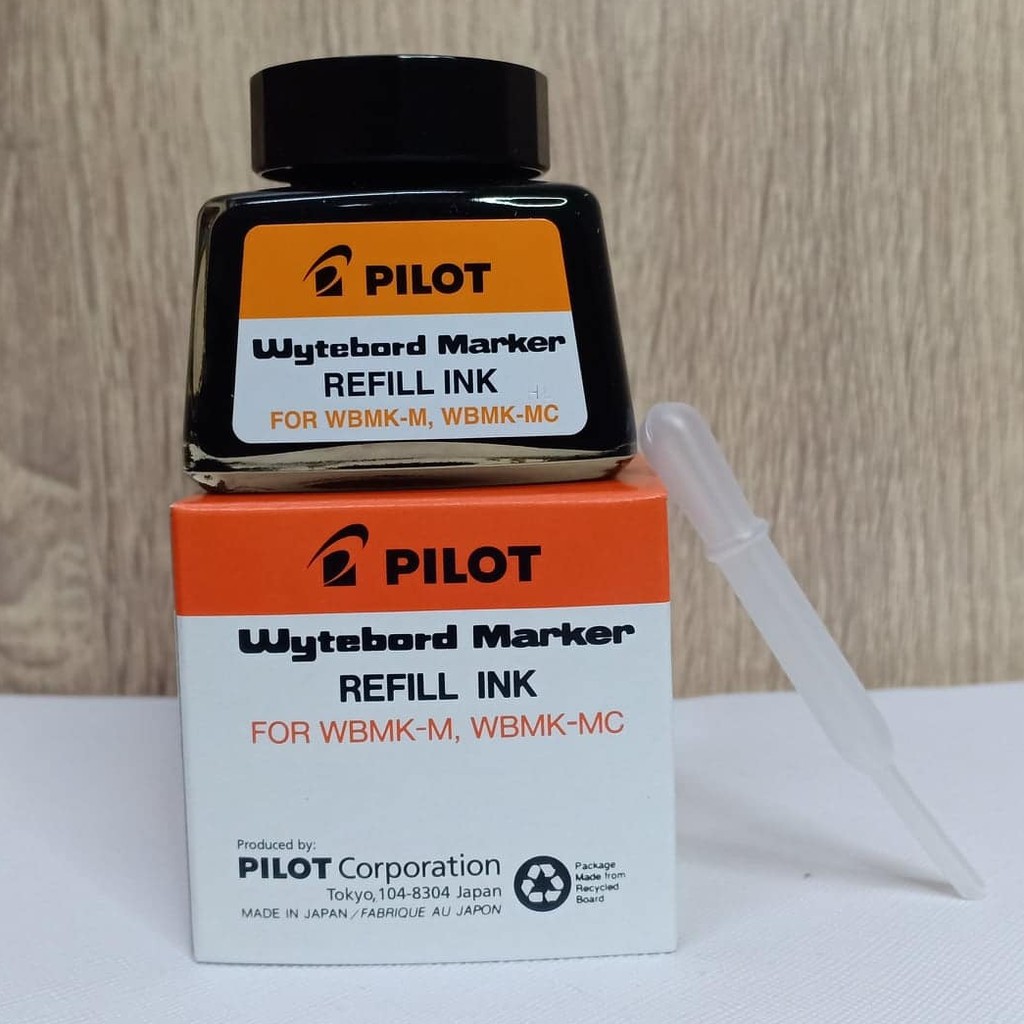 PILOT
Wytebord Marker
REFILL INK
FOR WBMK-M, WBMK-MC
PILOT
Wytebord Marker
REFILL INK
FOR WBMK-M, WBMK-MC
Produced by:
PILOT Corporation
Tokyo, 104-8304 Japan
MADE IN JAPAN / FABRIQUE AU JAPON
Package
Made from
Recycled
Board